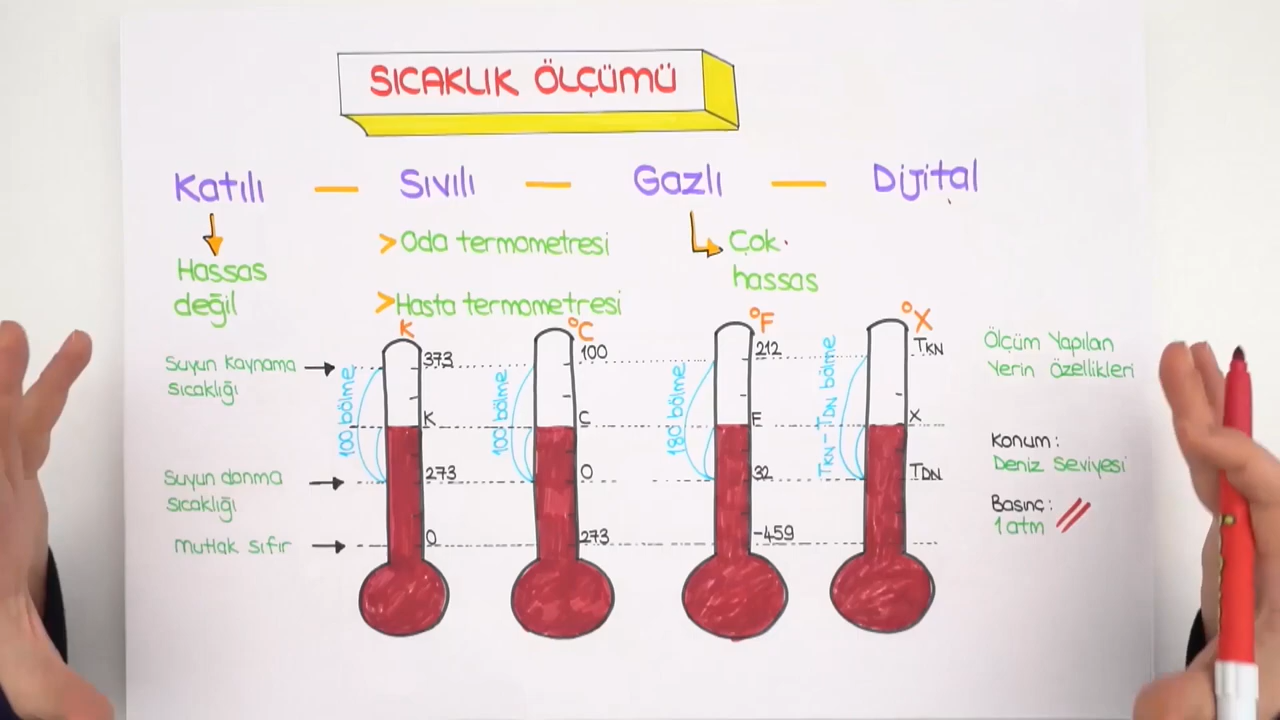 SICAKLIK ÖLÇÜMÜ
Katılı — Sıvılı — Gazlı — Dijital
Hassas
değil
> Oda termometresi
> Hasta termometresi
Çok
hassas
K
°C
°F
°X
Suyun Kaynama
sıcaklığı
373
100
212
TKN
100 bölme
100 bölme
180 bölme
TKN-TDN bölme
K
C
F
X
Suyun donma
sıcaklığı
273
0
32
TDN
mutlak sıfır
0
273
-459
Ölçüm Yapılan
Yerin Özellikleri
Konum:
Deniz Seviyesi
Basınç:
1 atm